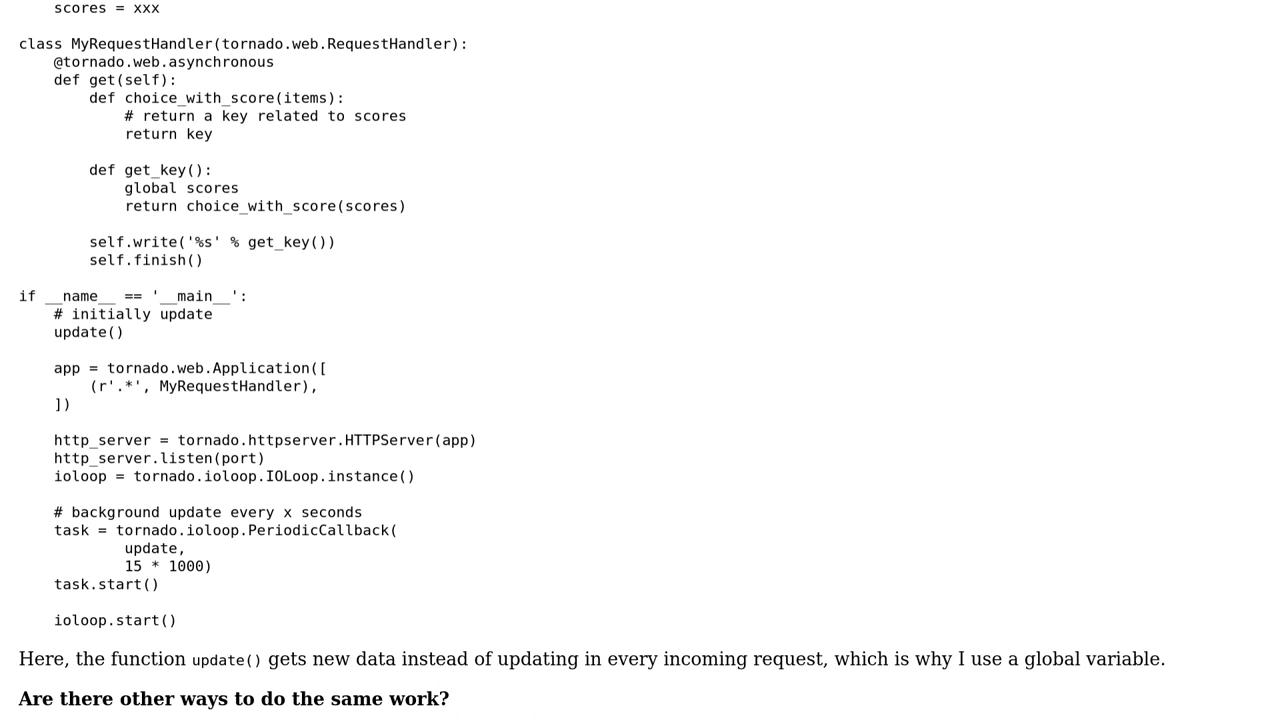 scores = xxx

class MyRequestHandler(tornado.web.RequestHandler):
    @tornado.web.asynchronous
    def get(self):
        def choice_with_score(items):
            # return a key related to scores
            return key

        def get_key():
            global scores
            return choice_with_score(scores)

        self.write('%s' % get_key())
        self.finish()

if __name__ == '__main__':
    # initially update
    update()

    app = tornado.web.Application([
        (r'.*', MyRequestHandler),
    ])

    http_server = tornado.httpserver.HTTPServer(app)
    http_server.listen(port)
    ioloop = tornado.ioloop.IOLoop.instance()

    # background update every x seconds
    task = tornado.ioloop.PeriodicCallback(
            update,
            15 * 1000)
    task.start()

    ioloop.start()

Here, the function update() gets new data instead of updating in every incoming request, which is why I use a global variable.
Are there other ways to do the same work?